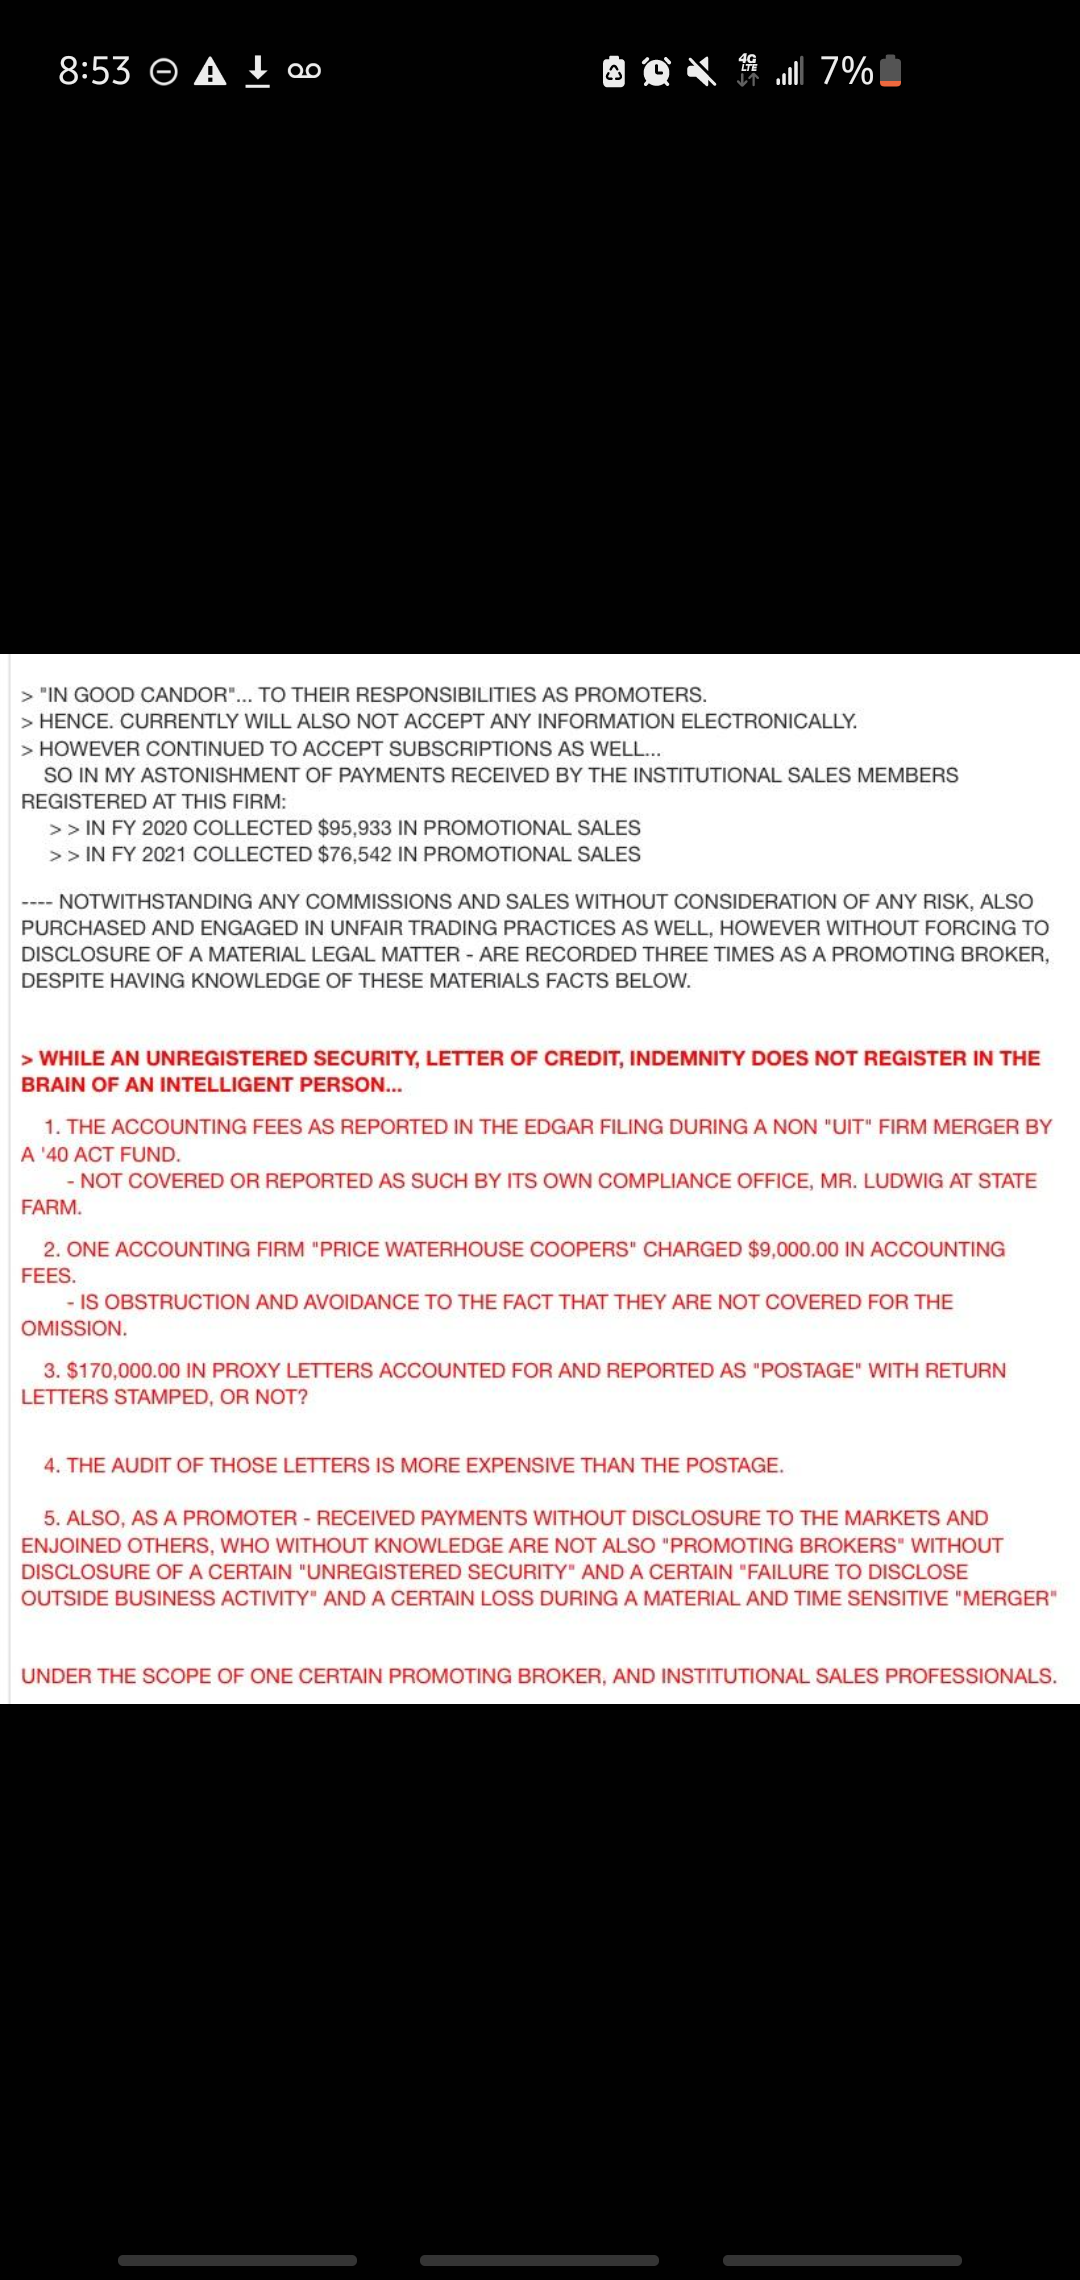 8:53
4G
LTE
7%
> "IN GOOD CANDOR"... TO THEIR RESPONSIBILITIES AS PROMOTERS.
> HENCE. CURRENTLY WILL ALSO NOT ACCEPT ANY INFORMATION ELECTRONICALLY.
> HOWEVER CONTINUED TO ACCEPT SUBSCRIPTIONS AS WELL...
SO IN MY ASTONISHMENT OF PAYMENTS RECEIVED BY THE INSTITUTIONAL SALES MEMBERS
REGISTERED AT THIS FIRM:
> > IN FY 2020 COLLECTED $95,933 IN PROMOTIONAL SALES
> > IN FY 2021 COLLECTED $76,542 IN PROMOTIONAL SALES
---- NOTWITHSTANDING ANY COMMISSIONS AND SALES WITHOUT CONSIDERATION OF ANY RISK, ALSO
PURCHASED AND ENGAGED IN UNFAIR TRADING PRACTICES AS WELL, HOWEVER WITHOUT FORCING TO
DISCLOSURE OF A MATERIAL LEGAL MATTER - ARE RECORDED THREE TIMES AS A PROMOTING BROKER,
DESPITE HAVING KNOWLEDGE OF THESE MATERIALS FACTS BELOW.
> WHILE AN UNREGISTERED SECURITY, LETTER OF CREDIT, INDEMNITY DOES NOT REGISTER IN THE
BRAIN OF AN INTELLIGENT PERSON...
1. THE ACCOUNTING FEES AS REPORTED IN THE EDGAR FILING DURING A NON "UIT" FIRM MERGER BY
A '40 ACT FUND.
- NOT COVERED OR REPORTED AS SUCH BY ITS OWN COMPLIANCE OFFICE, MR. LUDWIG AT STATE
FARM.
2. ONE ACCOUNTING FIRM "PRICE WATERHOUSE COOPERS" CHARGED $9,000.00 IN ACCOUNTING
FEES.
- IS OBSTRUCTION AND AVOIDANCE TO THE FACT THAT THEY ARE NOT COVERED FOR THE
OMISSION.
3. $170,000.00 IN PROXY LETTERS ACCOUNTED FOR AND REPORTED AS "POSTAGE" WITH RETURN
LETTERS STAMPED, OR NOT?
4. THE AUDIT OF THOSE LETTERS IS MORE EXPENSIVE THAN THE POSTAGE.
5. ALSO, AS A PROMOTER - RECEIVED PAYMENTS WITHOUT DISCLOSURE TO THE MARKETS AND
ENJOINED OTHERS, WHO WITHOUT KNOWLEDGE ARE NOT ALSO "PROMOTING BROKERS" WITHOUT
DISCLOSURE OF A CERTAIN "UNREGISTERED SECURITY" AND A CERTAIN "FAILURE TO DISCLOSE
OUTSIDE BUSINESS ACTIVITY" AND A CERTAIN LOSS DURING A MATERIAL AND TIME SENSITIVE "MERGER"
UNDER THE SCOPE OF ONE CERTAIN PROMOTING BROKER, AND INSTITUTIONAL SALES PROFESSIONALS.